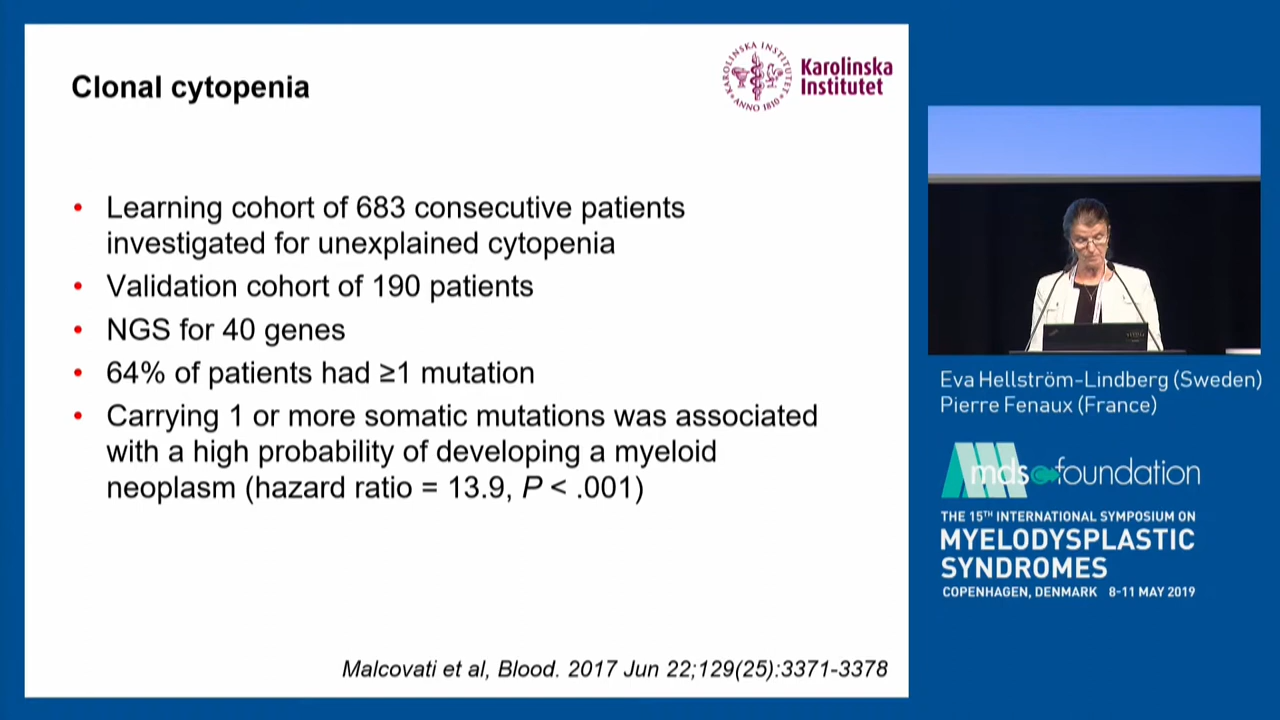 Clonal cytopenia
KAROLINSKA INSTITUTET
ANNO 1810
Karolinska
Institutet
• Learning cohort of 683 consecutive patients
investigated for unexplained cytopenia
• Validation cohort of 190 patients
• NGS for 40 genes
• 64% of patients had ≥1 mutation
• Carrying 1 or more somatic mutations was associated
with a high probability of developing a myeloid
neoplasm (hazard ratio = 13.9, P < .001)
Malcovati et al, Blood. 2017 Jun 22;129(25):3371-3378
Eva Hellström-Lindberg (Sweden)
Pierre Fenaux (France)
mds foundation
THE 15TH INTERNATIONAL SYMPOSIUM ON
MYELODYSPLASTIC
SYNDROMES
COPENHAGEN, DENMARK 8-11 MAY 2019